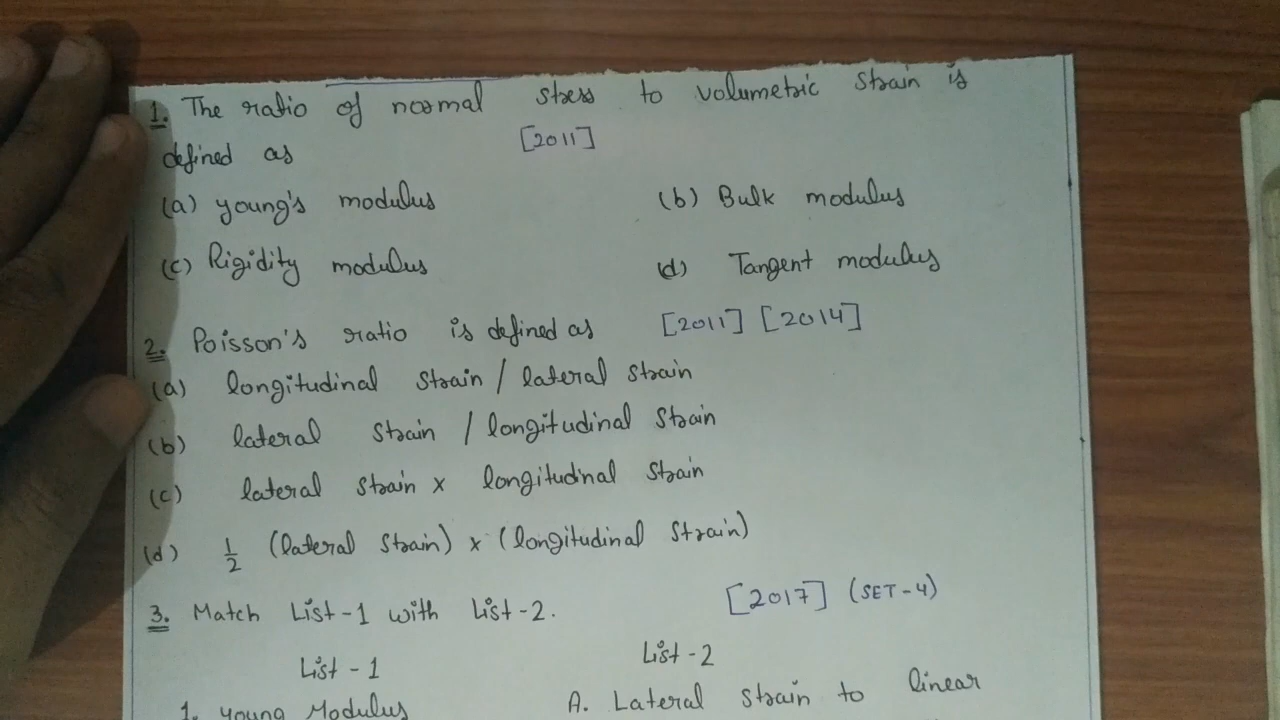 1. The ratio of normal stress to volumetric strain is
defined as [2011]
(a) young's modulus (b) Bulk modulus
(c) Rigidity modulus (d) Tangent modulus
2. Poisson's ratio is defined as [2011] [2014]
(a) longitudinal strain / lateral strain
(b) lateral strain / longitudinal strain
(c) lateral strain x longitudinal strain
(d) 1/2 (lateral strain) x (longitudinal strain)
3. Match List-1 with List-2. [2017] (SET-4)
List - 1 List - 2
1. young Modulus A. Lateral strain to linear